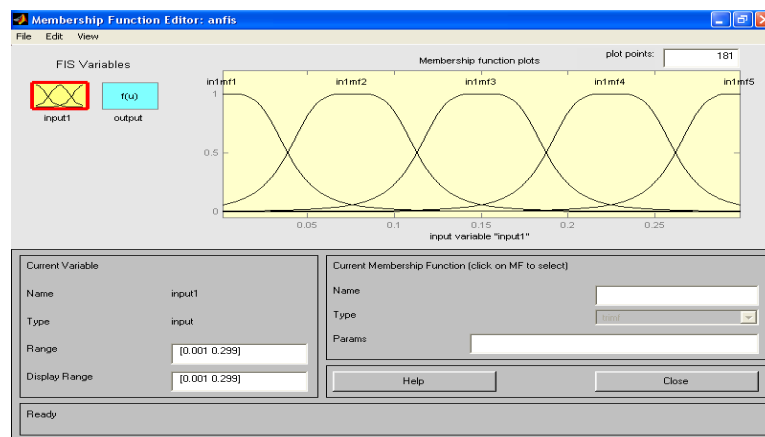 Membership Function Editor: anfis
File Edit View
FIS Variables
f(u)
input1 output
Membership function plots
plot points: 181
in1mf1 in1mf2 in1mf3 in1mf4 in1mf5
1
0.5
0
0.05 0.1 0.15 0.2 0.25
input variable "input1"
Current Variable
Name input1
Type input
Range [0.001 0.299]
Display Range [0.001 0.299]
Current Membership Function (click on MF to select)
Name
Type trimf
Params
Help Close
Ready